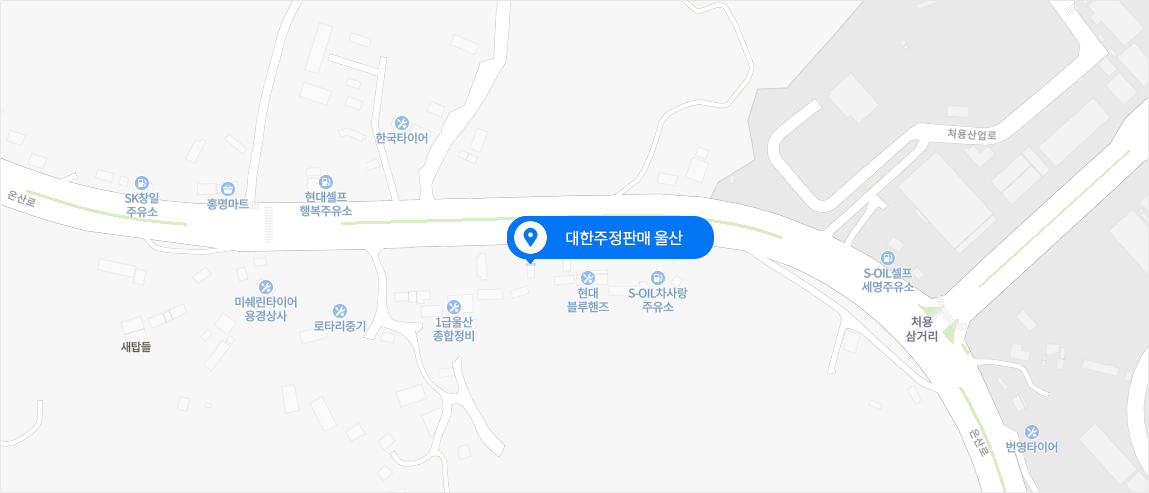 한국타이어
처용산업로
SK창일
주유소
홍명마트
현대셀프
행복주유소
온산로
대한주정판매 울산
S-OIL셀프
세명주유소
미쉐린타이어
용경상사
로타리중기
1급울산
종합정비
현대
블루핸즈
S-OIL차사랑
주유소
처용
삼거리
새탑들
온산로
번영타이어